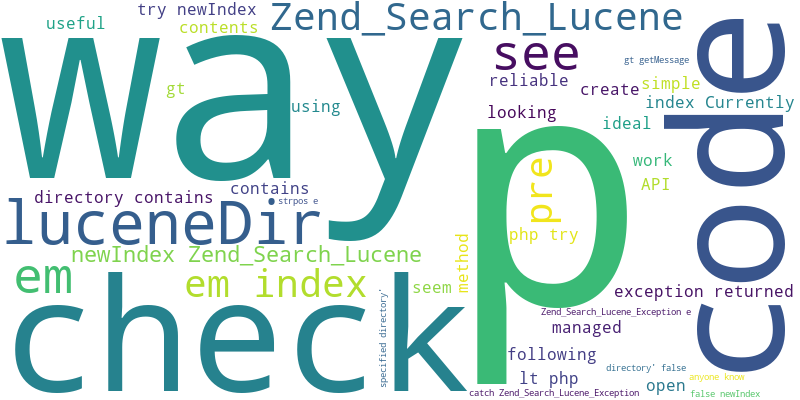 try newIndex
Zend_Search_Lucene
useful
contents
way
see
gt getMessage
code
reliable
simple
gt
create
using
index Currently
looking
ideal
p
work
pre
API
contains
directory contains
strpos e
luceneDir
php try
newIndex Zend_Search_Lucene
em
em index
method
seem
check
specified directory'
exception returned
Zend_Search_Lucene_Exception e
managed
following
directory' false
lt php
anyone know
open
catch Zend_Search_Lucene_Exception
false newIndex